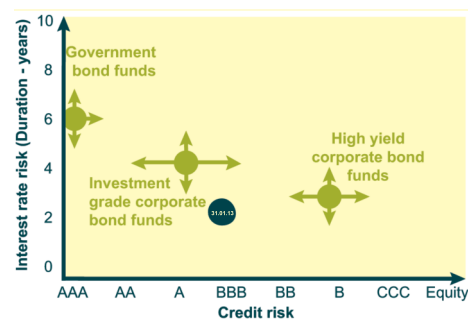 10
8
6
4
2
0
Interest rate risk (Duration - years)
Government
bond funds
Investment
grade corporate
bond funds
31.01.13
High yield
corporate bond
funds
AAA AA A BBB BB B CCC Equity
Credit risk